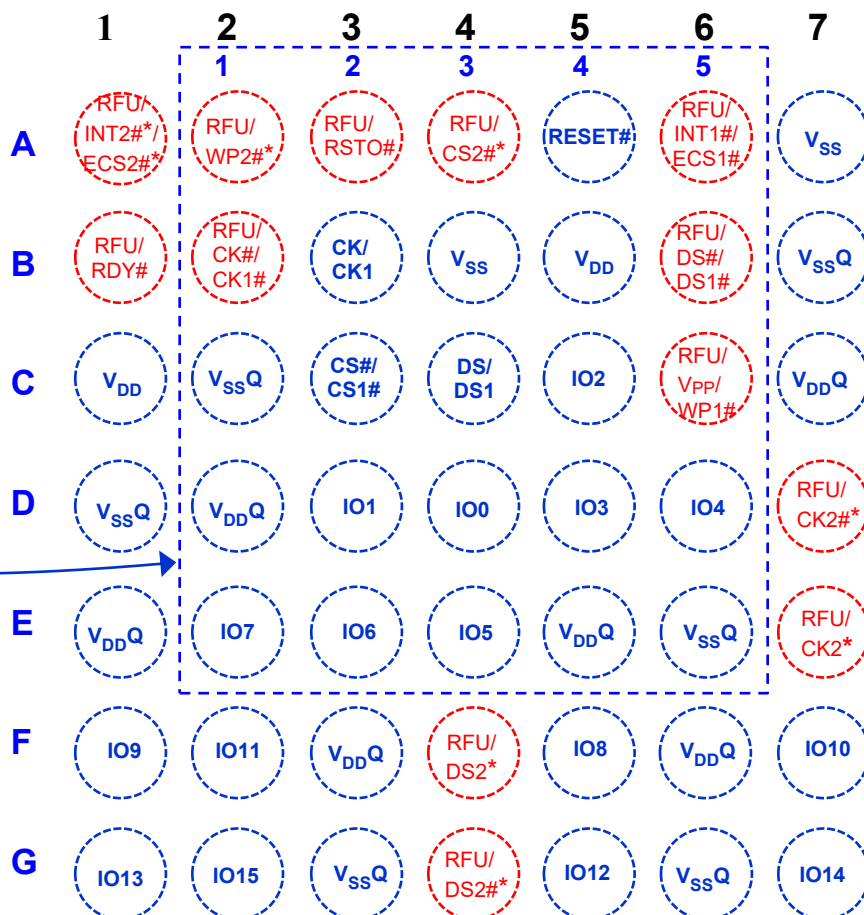 1 2 3 4 5 6 7
1 2 3 4 5
A
RFU/
INT2#*/
ECS2#*
RFU/
WP2#*
RFU/
RSTO#
RFU/
CS2#*
RESET#
RFU/
INT1#/
ECS1#
VSS
B
RFU/
RDY#
RFU/
CK#/
CK1#
CK/
CK1
VSS
VDD
RFU/
DS#/
DS1#
VSSQ
C
VDD
VSSQ
CS#/
CS1#
DS/
DS1
IO2
RFU/
VPP/
WP1#
VDDQ
D
VSSQ
VDDQ
IO1
IO0
IO3
IO4
RFU/
CK2#*
E
VDDQ
IO7
IO6
IO5
VDDQ
VSSQ
RFU/
CK2*
F
IO9
IO11
VDDQ
RFU/
DS2*
IO8
VDDQ
IO10
G
IO13
IO15
VSSQ
RFU/
DS2#*
IO12
VSSQ
IO14